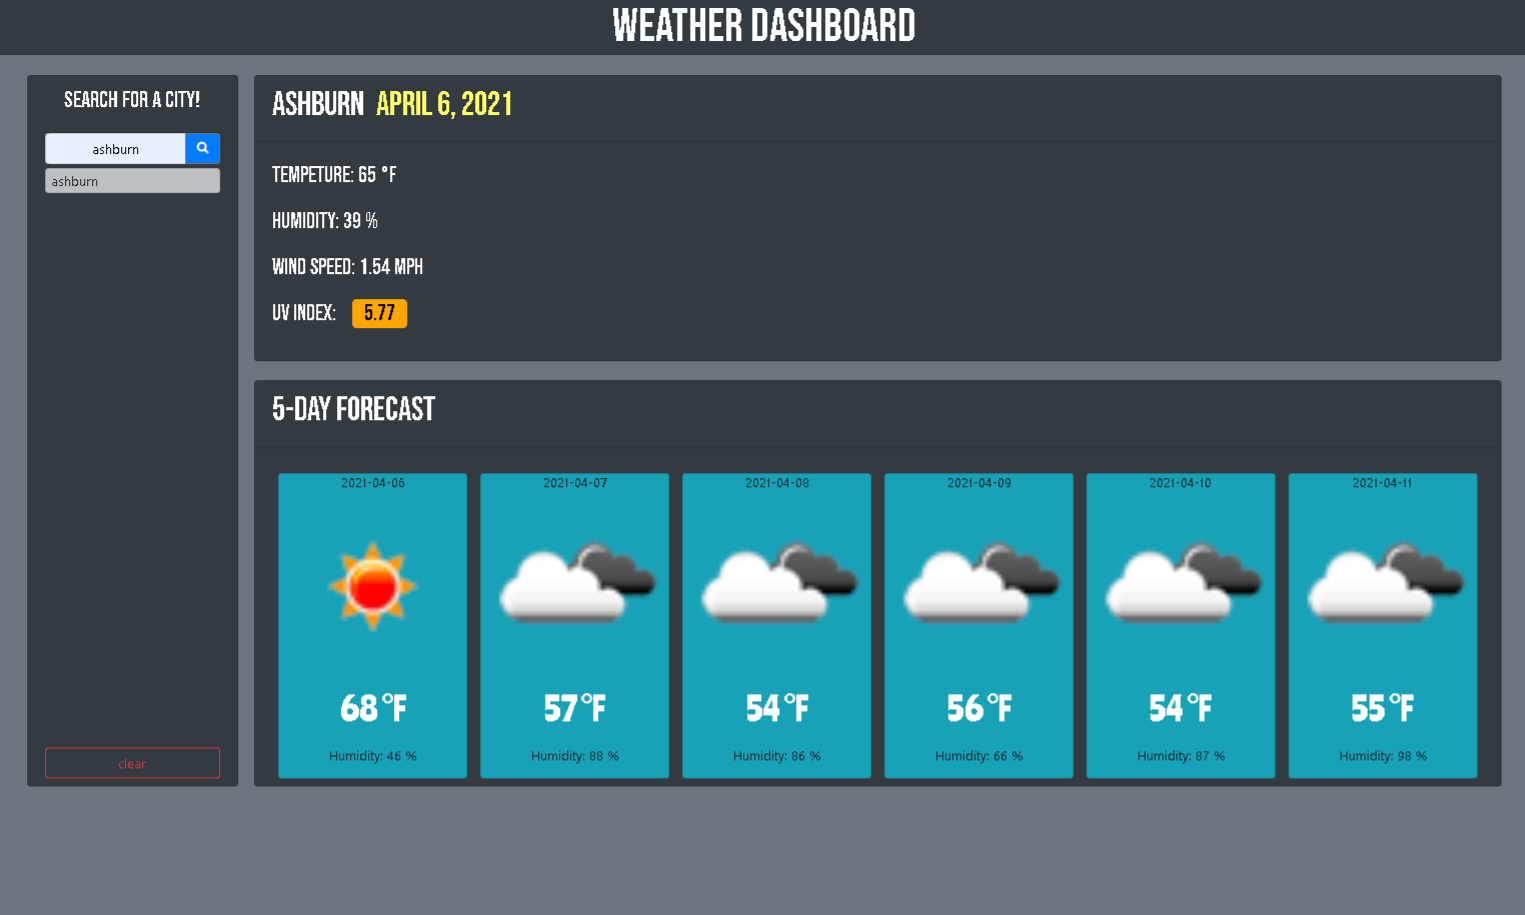 WEATHER DASHBOARD
SEARCH FOR A CITY!
ashburn
ashburn
clear
ASHBURN APRIL 6, 2021
TEMPETURE: 65 °F
HUMIDITY: 39 %
WIND SPEED: 1.54 MPH
UV INDEX: 5.77
5-DAY FORECAST
2021-04-06
68 °F
Humidity: 46 %
2021-04-07
57 °F
Humidity: 88 %
2021-04-08
54 °F
Humidity: 86 %
2021-04-09
56 °F
Humidity: 66 %
2021-04-10
54 °F
Humidity: 87 %
2021-04-11
55 °F
Humidity: 98 %